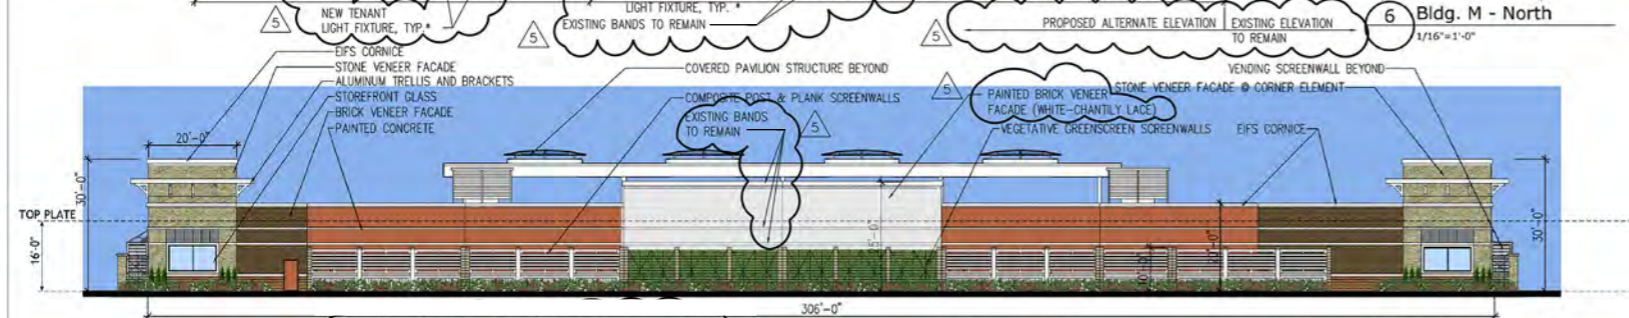 5
NEW TENANT
LIGHT FIXTURE, TYP.*
5
LIGHT FIXTURE, TYP. *
EXISTING BANDS TO REMAIN
5
PROPOSED ALTERNATE ELEVATION
EXISTING ELEVATION
TO REMAIN
6
Bldg. M - North
1/16"=1'-0"
EIFS CORNICE
STONE VENEER FACADE
ALUMINUM TRELLIS AND BRACKETS
STOREFRONT GLASS
BRICK VENEER FACADE
PAINTED CONCRETE
COVERED PAVILION STRUCTURE BEYOND
COMPOSITE POST & PLANK SCREENWALLS
EXISTING BANDS
TO REMAIN
5
5
PAINTED BRICK VENEER
FACADE (WHITE-CHANTILY LACE)
VEGETATIVE GREENSCREEN SCREENWALLS
VENDING SCREENWALL BEYOND
STONE VENEER FACADE @ CORNER ELEMENT
EIFS CORNICE
20'-0"
30'-0"
TOP PLATE
16'-0"
30'-0"
306'-0"